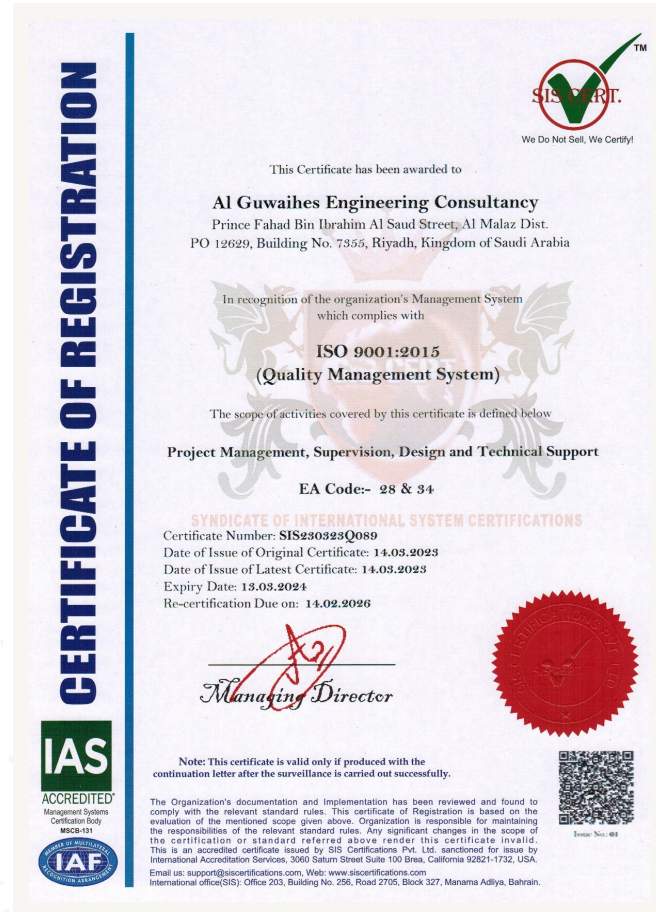 CERTIFICATE OF REGISTRATION
TM
SIS CERT.
We Do Not Sell, We Certify!
This Certificate has been awarded to
Al Guwaihes Engineering Consultancy
Prince Fahad Bin Ibrahim Al Saud Street, Al Malaz Dist.
PO 12629, Building No. 7355, Riyadh, Kingdom of Saudi Arabia
In recognition of the organization's Management System
which complies with
ISO 9001:2015
(Quality Management System)
The scope of activities covered by this certificate is defined below
Project Management, Supervision, Design and Technical Support
EA Code:- 28 & 34
SYNDICATE OF INTERNATIONAL SYSTEM CERTIFICATIONS
Certificate Number: SIS230323Q089
Date of Issue of Original Certificate: 14.03.2023
Date of Issue of Latest Certificate: 14.03.2023
Expiry Date: 13.03.2024
Re-certification Due on: 14.02.2026
Managing Director
SIS CERTIFICATIONS PVT. LTD.
IAS
ACCREDITED
Management Systems
Certification Body
MSCB-131
MEMBER OF MULTILATERAL
IAF
RECOGNITION ARRANGEMENT
Note: This certificate is valid only if produced with the
continuation letter after the surveillance is carried out successfully.
Issue No.: 01
The Organization's documentation and Implementation has been reviewed and found to
comply with the relevant standard rules. This certificate of Registration is based on the
evaluation of the mentioned scope given above. Organization is responsible for maintaining
the responsibilities of the relevant standard rules. Any significant changes in the scope of
the certification or standard referred above render this certificate invalid.
This is an accredited certificate issued by SIS Certifications Pvt. Ltd. sanctioned for issue by
International Accreditation Services, 3060 Saturn Street Suite 100 Brea, California 92821-1732, USA.
Email us: support@siscertifications.com, Web: www.siscertifications.com
International office(SIS): Office 203, Building No. 256, Road 2705, Block 327, Manama Adliya, Bahrain.